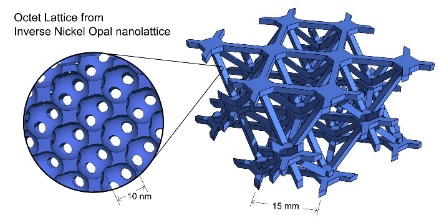 Octet Lattice from
Inverse Nickel Opal nanolattice
10 nm
15 mm